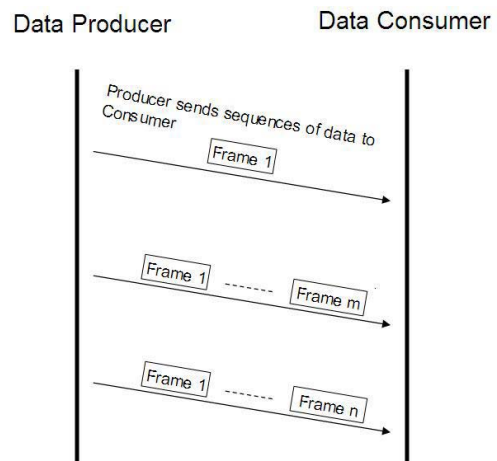 Data Producer
Data Consumer
Producer sends sequences of data to
Consumer
Frame 1
Frame 1
Frame m
Frame 1
Frame n